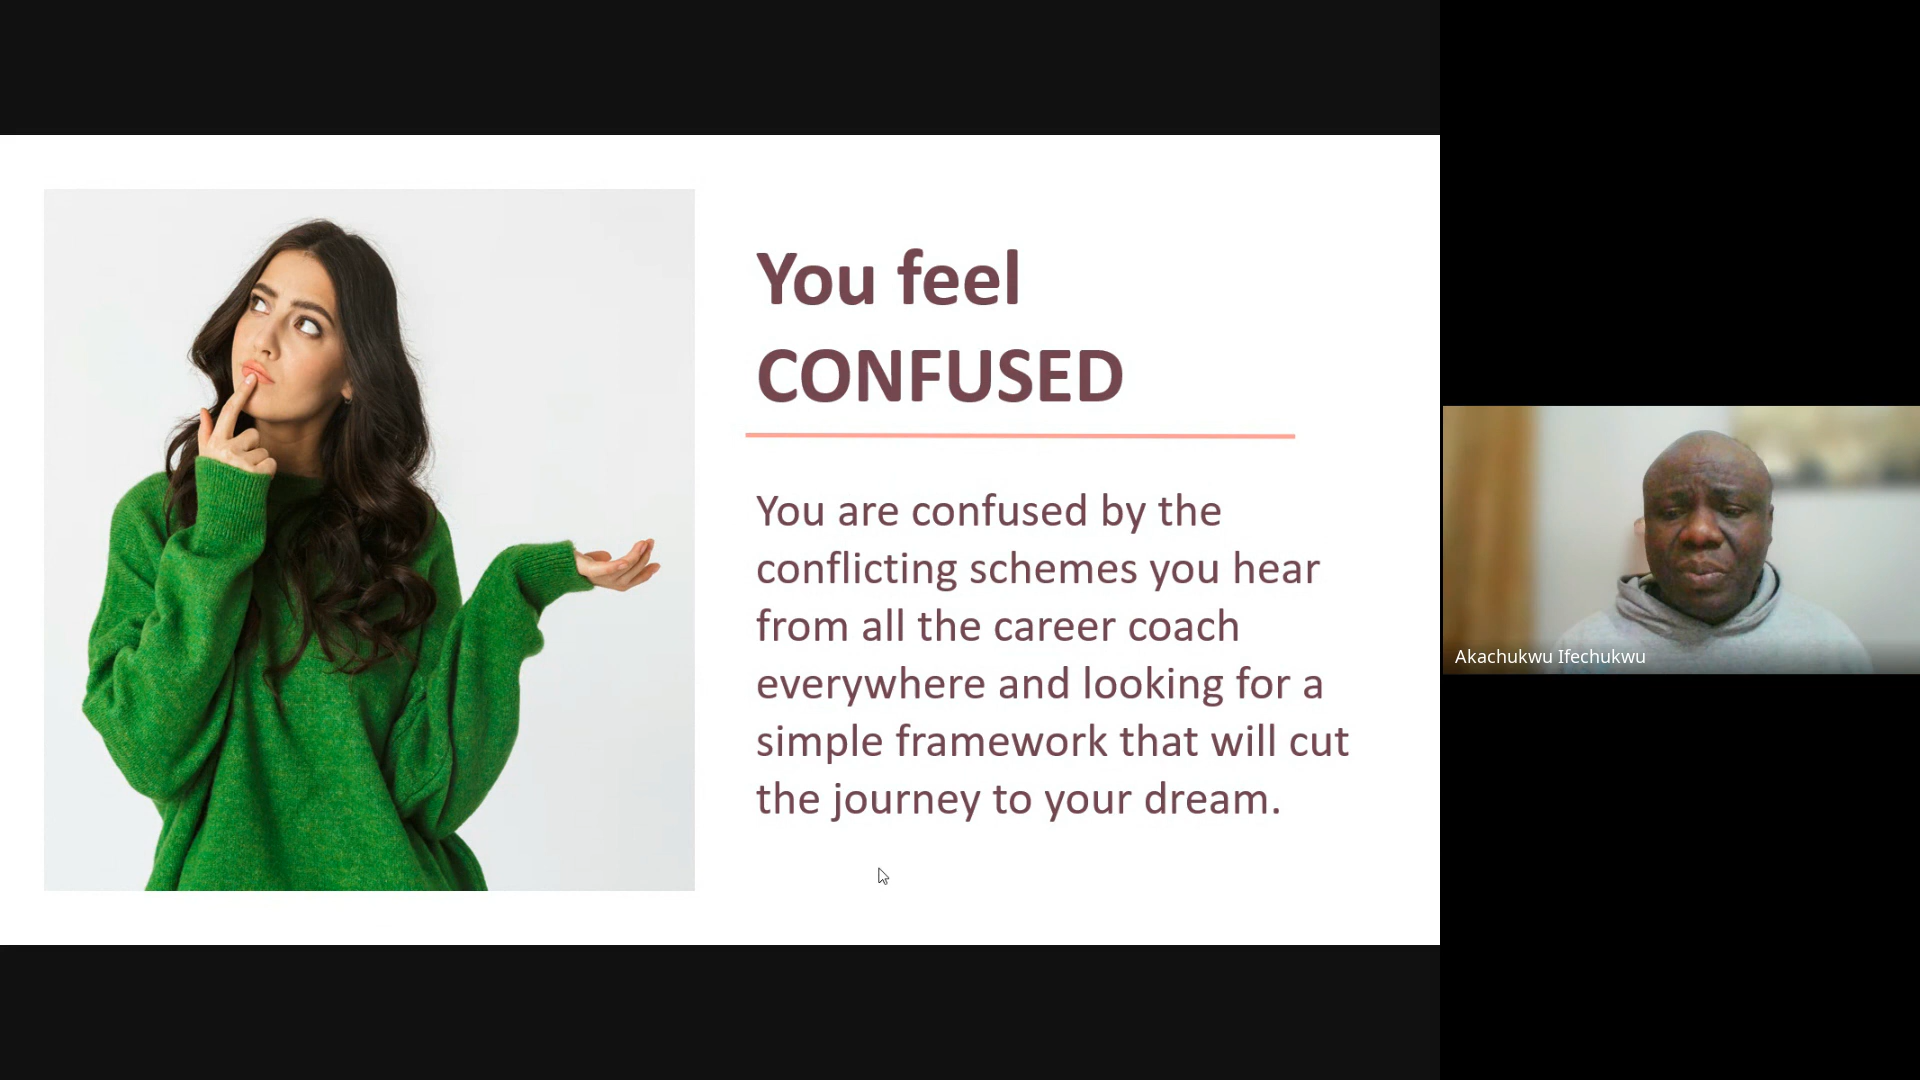 You feel
CONFUSED
You are confused by the
conflicting schemes you hear
from all the career coach
everywhere and looking for a
simple framework that will cut
the journey to your dream.
Akachukwu Ifechukwu